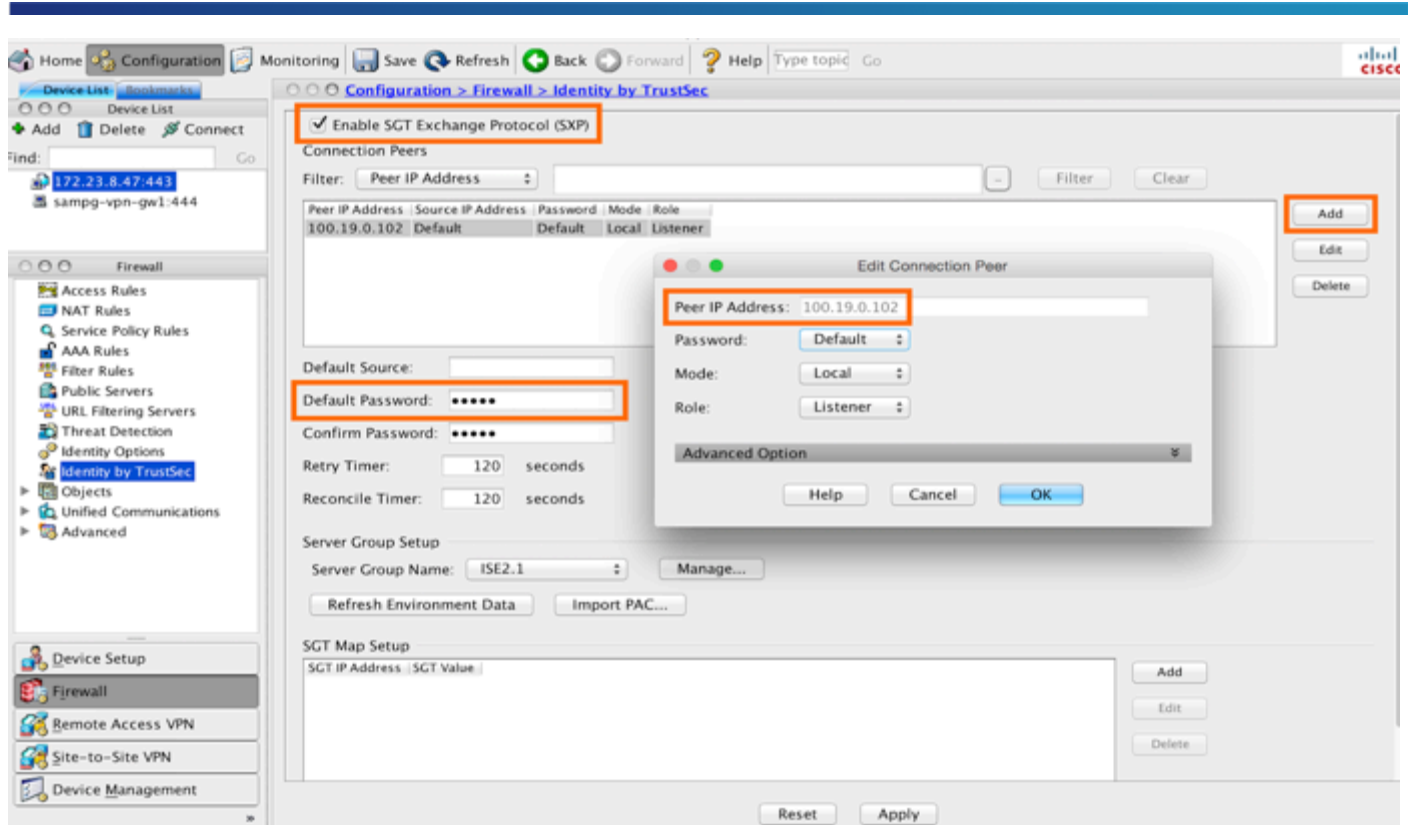 Home Configuration Monitoring Save Refresh Back Forward Help Type topic Go
cisco
Device List Bookmarks
Device List
Add Delete Connect
Find: Go
172.23.8.47:443
sampg-vpn-gw1:444
Firewall
Access Rules
NAT Rules
Service Policy Rules
AAA Rules
Filter Rules
Public Servers
URL Filtering Servers
Threat Detection
Identity Options
Identity by TrustSec
Objects
Unified Communications
Advanced
Device Setup
Firewall
Remote Access VPN
Site-to-Site VPN
Device Management
»
Configuration > Firewall > Identity by TrustSec
Enable SGT Exchange Protocol (SXP)
Connection Peers
Filter: Peer IP Address Filter Clear
Peer IP Address Source IP Address Password Mode Role
100.19.0.102 Default Default Local Listener
Add
Edit
Delete
Default Source:
Default Password: •••••
Confirm Password: •••••
Retry Timer: 120 seconds
Reconcile Timer: 120 seconds
Edit Connection Peer
Peer IP Address: 100.19.0.102
Password: Default
Mode: Local
Role: Listener
Advanced Option
Help Cancel OK
Server Group Setup
Server Group Name: ISE2.1 Manage...
Refresh Environment Data Import PAC...
SGT Map Setup
SGT IP Address SGT Value
Add
Edit
Delete
Reset Apply